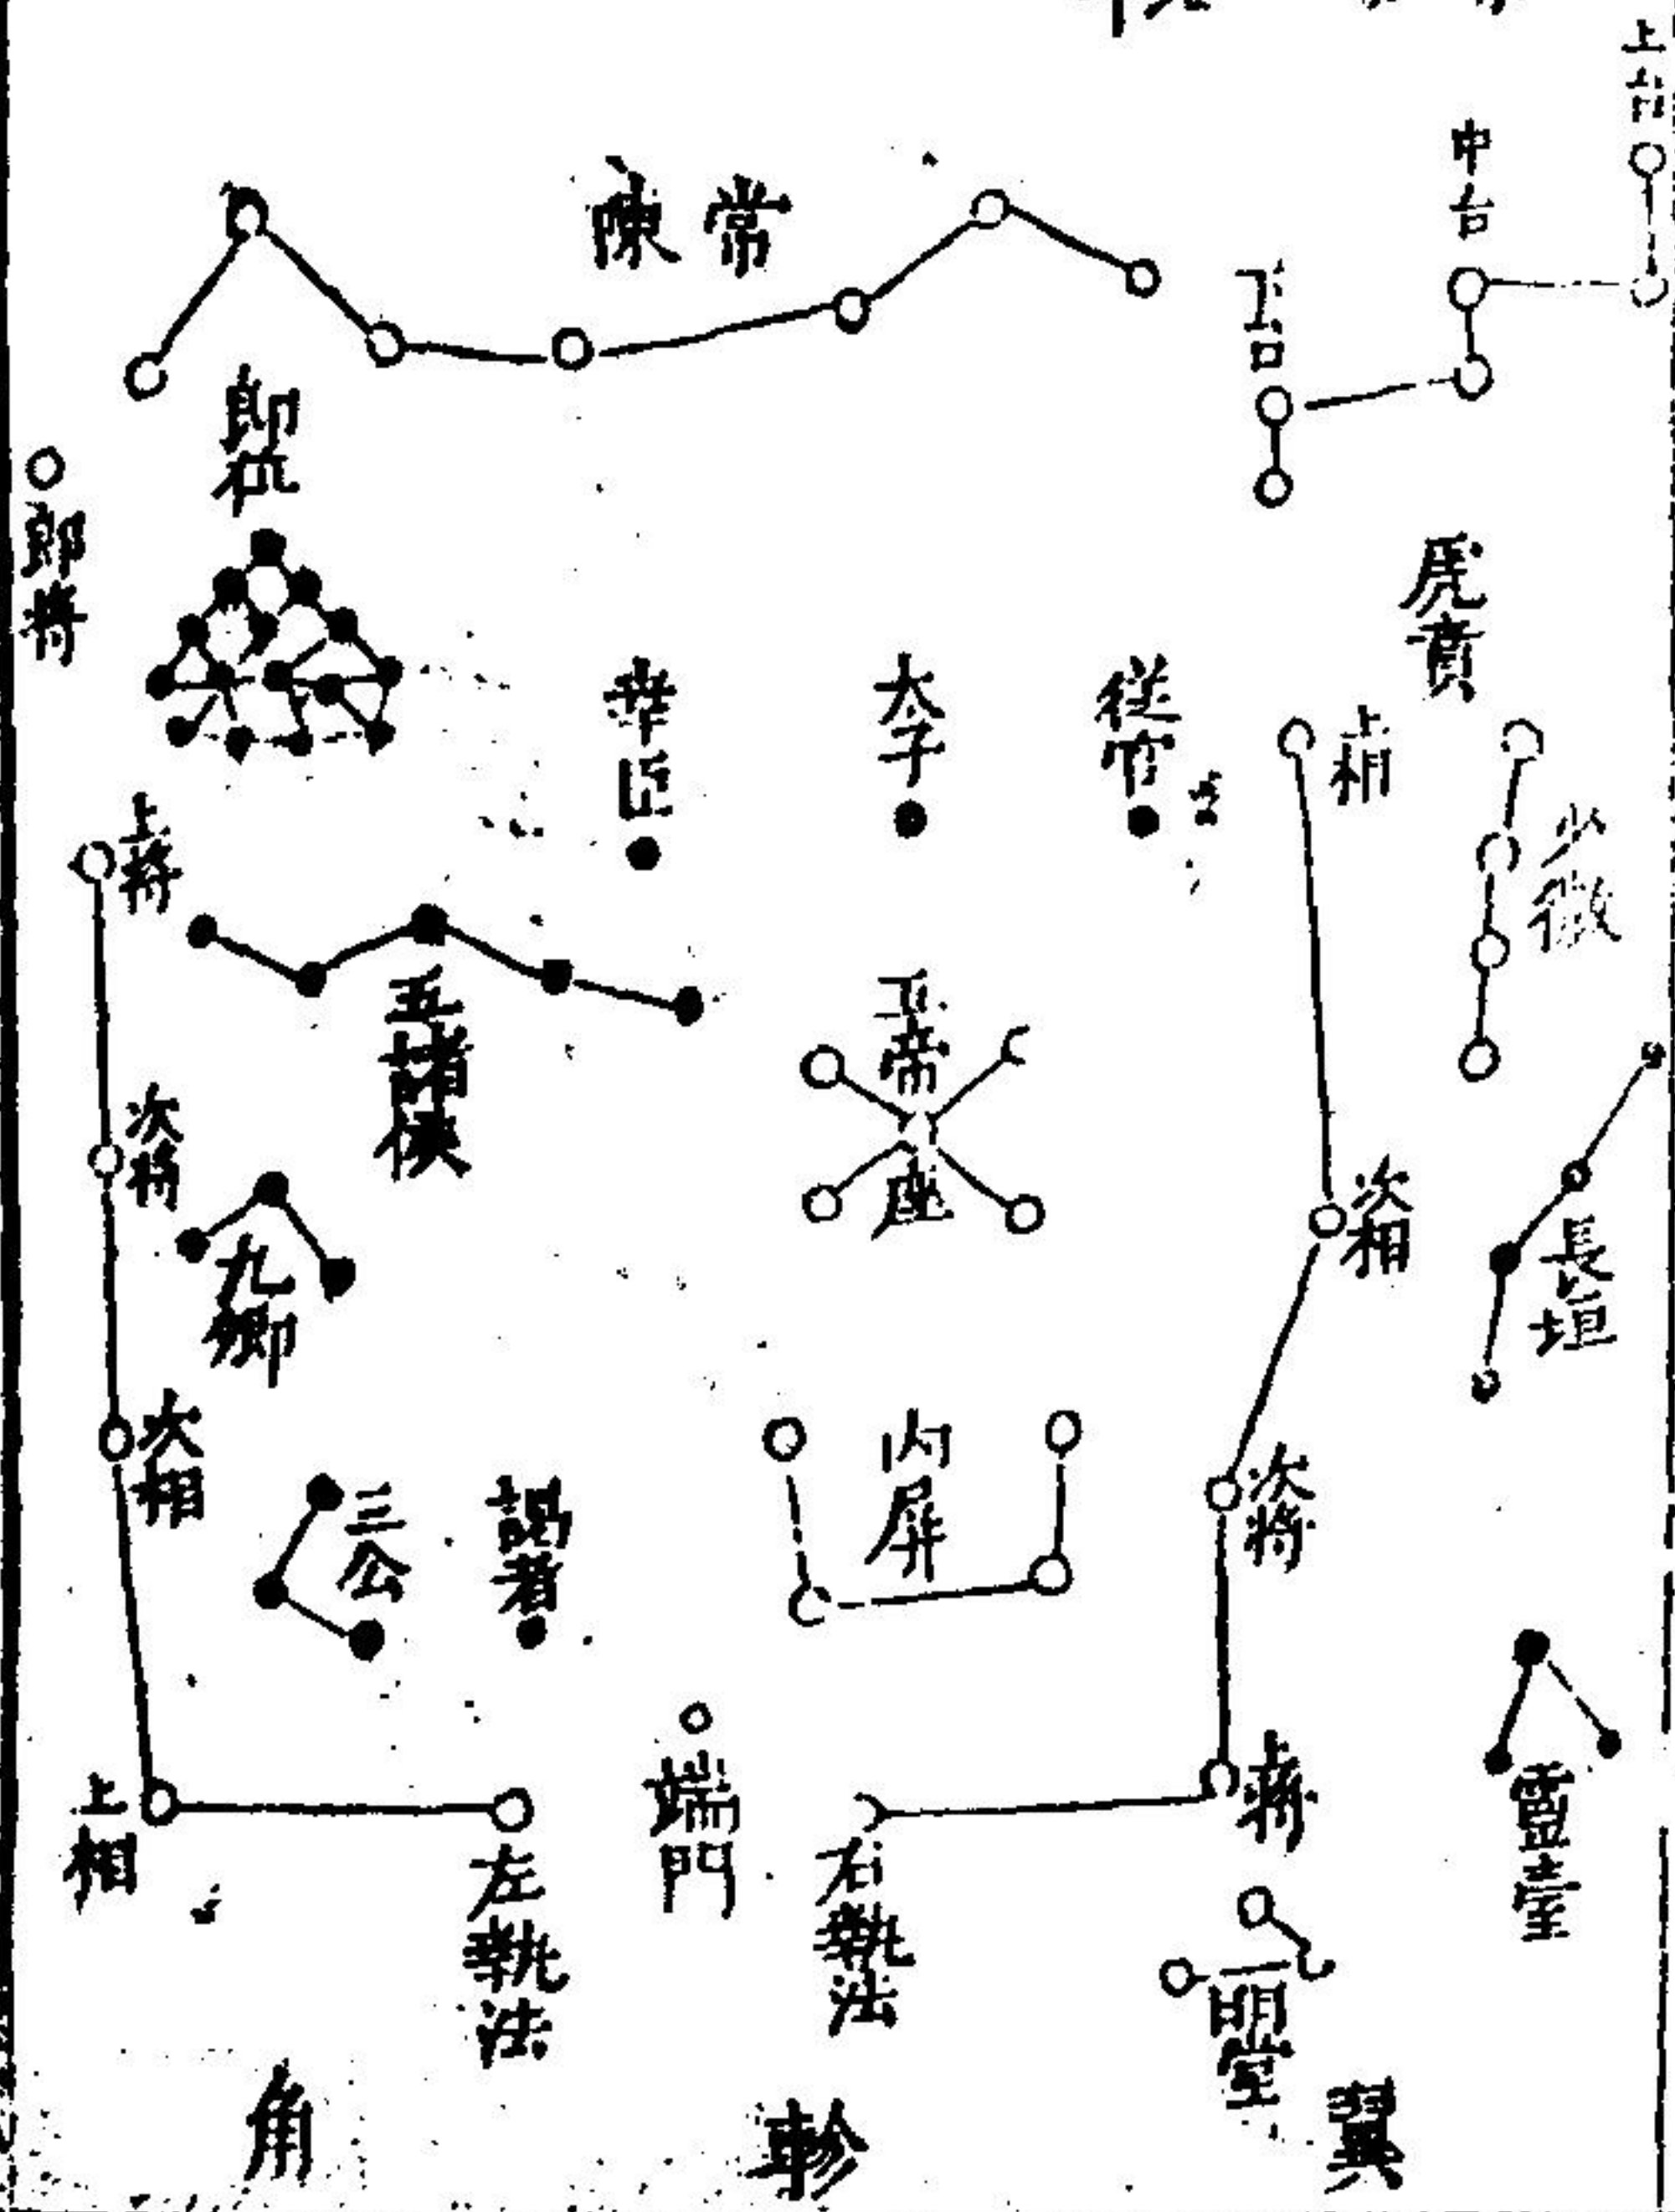 上台
中台
下台
常陳
郎位
郎将
虎賁
幸臣
太子
從官
上相
少微
上將
五諸侯
五帝座
次將
次相
長垣
九卿
次相
三公
謁者
內屏
次將
靈臺
上相
左執法
端門
右執法
上將
明堂
角
軫
翼